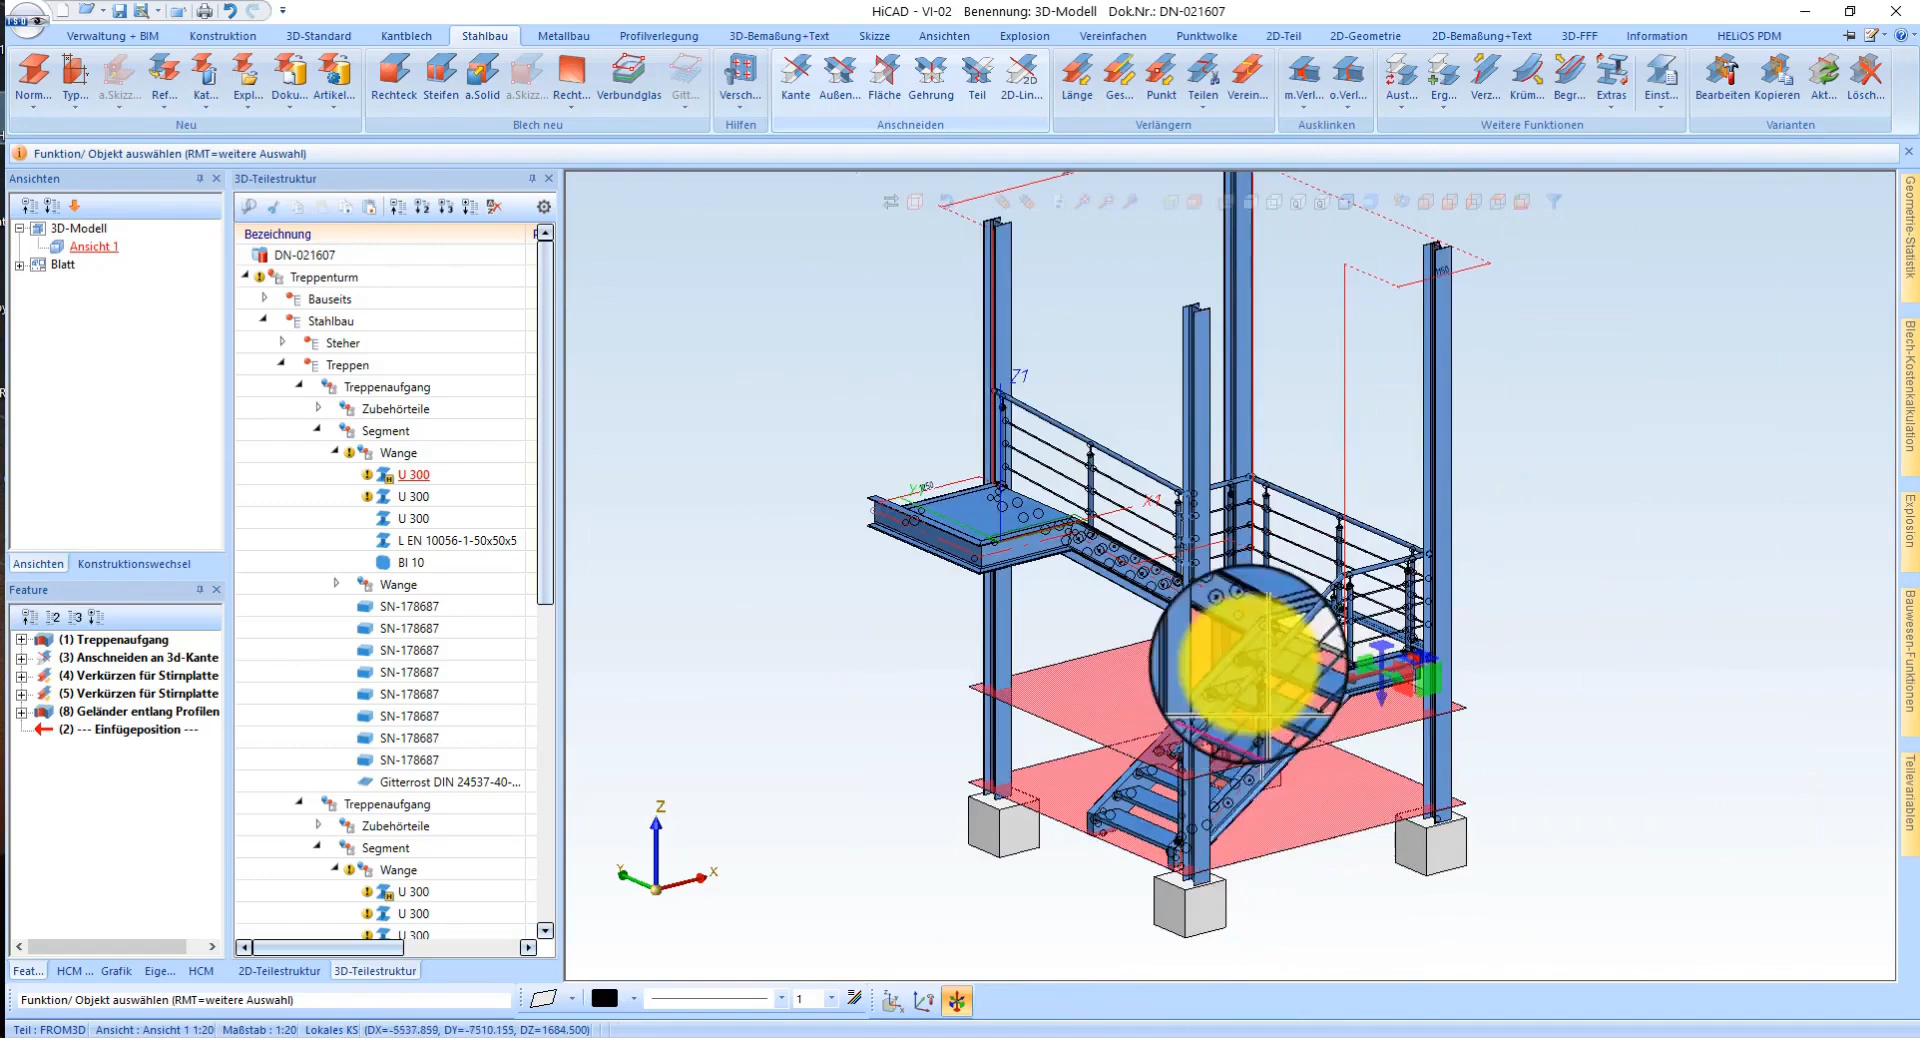 HiCAD - VI-02 Benennung: 3D-Modell Dok.Nr.: DN-021607
Verwaltung + BIM Konstruktion 3D-Standard Kantblech Stahlbau Metallbau Profilverlegung 3D-Bemaßung+Text Skizze Ansichten Explosion Vereinfachen Punktwolke 2D-Teil 2D-Geometrie 2D-Bemaßung+Text 3D-FFF Information HELiOS PDM
Norm... Typ... a.Skizz... Ref... Kat... Expl... Doku... Artikel... Rechteck Steifen a.Solid a.Skizz... Recht... Verbundglas Gitt... Versch... Kante Außen... Fläche Gehrung Teil 2D-Lin... Länge Ges... Punkt Teilen Verein... m.Verl... o.Verl... Aust... Erg... Verz... Krüm... Begr... Extras Einst... Bearbeiten Kopieren Akt... Lösch...
Neu Blech neu Hilfen Anschneiden Verlängern Ausklinken Weitere Funktionen Varianten
Funktion/ Objekt auswählen (RMT=weitere Auswahl)
Ansichten
3D-Modell
Ansicht 1
Blatt
Ansichten Konstruktionswechsel
Feature
(1) Treppenaufgang
(3) Anschneiden an 3d-Kante
(4) Verkürzen für Stirnplatte
(5) Verkürzen für Stirnplatte
(8) Geländer entlang Profilen
(2) --- Einfügeposition ---
Feat... HCM ... Grafik Eige... HCM
3D-Teilestruktur
Bezeichnung
DN-021607
Treppenturm
Bauseits
Stahlbau
Steher
Treppen
Treppenaufgang
Zubehörteile
Segment
Wange
U 300
U 300
U 300
L EN 10056-1-50x50x5
Bl 10
Wange
SN-178687
SN-178687
SN-178687
SN-178687
SN-178687
SN-178687
SN-178687
SN-178687
Gitterrost DIN 24537-40-...
Treppenaufgang
Zubehörteile
Segment
Wange
U 300
U 300
U 300
2D-Teilestruktur 3D-Teilestruktur
Z1
X1
Z
X
Y
Geometrie-Statistik
Blech-Kostenkalkulation
Explosion
Bauwesen-Funktionen
Teilevariablen
Funktion/ Objekt auswählen (RMT=weitere Auswahl)
1
Teil : FROM3D Ansicht : Ansicht 1 1:20 Maßstab : 1:20 Lokales KS (DX=-5537.859, DY=-7510.155, DZ=1684.500)